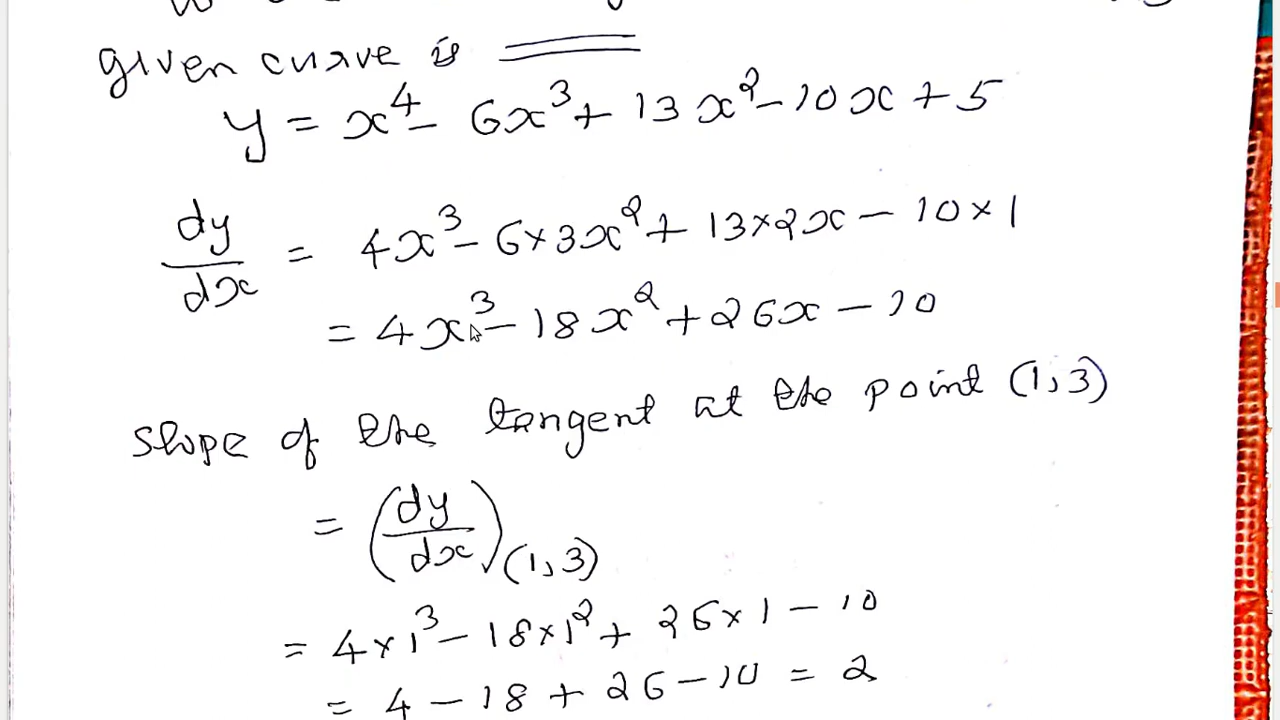 given curve is
y = x⁴ - 6x³ + 13x² - 10x + 5
dy/dx = 4x³ - 6×3x² + 13×2x - 10×1
= 4x³ - 18x² + 26x - 10
slope of the tangent at the point (1,3)
= (dy/dx)(1,3)
= 4×1³ - 18×1² + 26×1 - 10
= 4 - 18 + 26 - 10 = 2